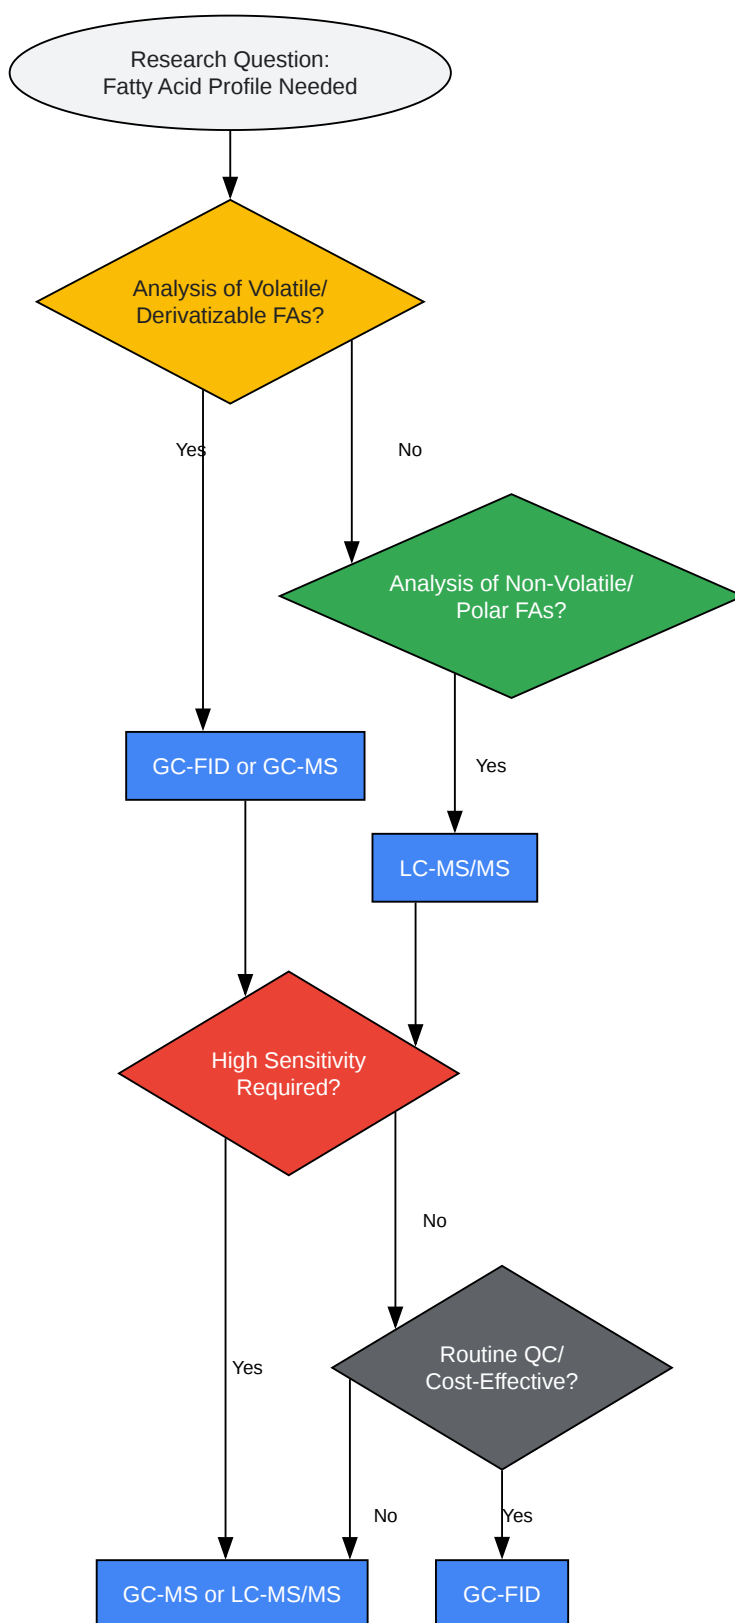 Research Question:
Fatty Acid Profile Needed
Analysis of Volatile/
Derivatizable FAs?
Yes
No
Analysis of Non-Volatile/
Polar FAs?
GC-FID or GC-MS
Yes
LC-MS/MS
High Sensitivity
Required?
No
Routine QC/
Cost-Effective?
Yes
No
Yes
GC-MS or LC-MS/MS
GC-FID